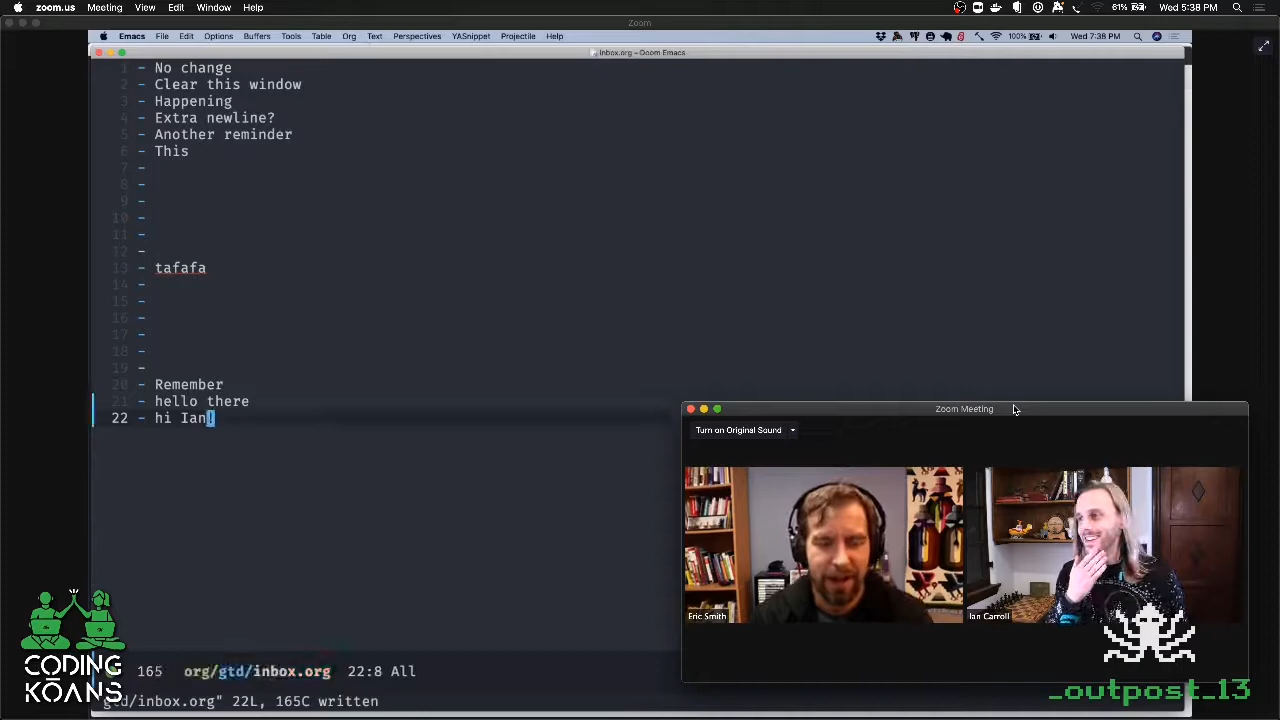 zoom.us Meeting View Edit Window Help 61% Wed 5:38 PM
Zoom
Emacs File Edit Options Buffers Tools Table Org Text Perspectives YASnippet Projectile Help 100% Wed 7:38 PM
inbox.org – Doom Emacs
1 - No change
2 - Clear this window
3 - Happening
4 - Extra newline?
5 - Another reminder
6 - This
7 -
8 -
9 -
10 -
11 -
12 -
13 - tafafa
14 -
15 -
16 -
17 -
18 -
19 -
20 - Remember
21 - hello there
22 - hi Ian!
Zoom Meeting
Turn on Original Sound
Eric Smith
Ian Carroll
CODING
KOANS
_outpost_13
165 org/gtd/inbox.org 22:8 All
gtd/inbox.org" 22L, 165C written